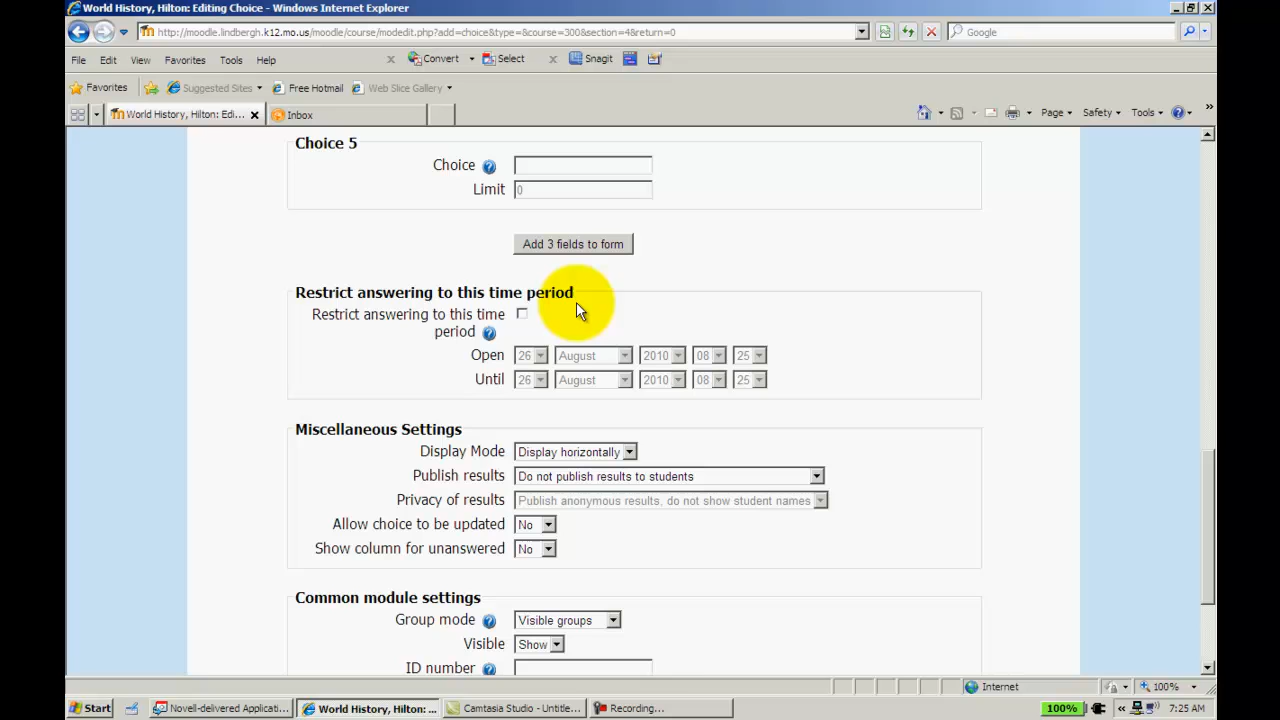 World History, Hilton: Editing Choice - Windows Internet Explorer
http://moodle.lindbergh.k12.mo.us/moodle/course/modedit.php?add=choice&type=&course=300&section=4&return=0
Google
File Edit View Favorites Tools Help
x Convert Select x Snagit
Favorites Suggested Sites Free Hotmail Web Slice Gallery
World History, Hilton: Edi... x Inbox
Page Safety Tools
Choice 5
Choice
Limit 0
Add 3 fields to form
Restrict answering to this time period
Restrict answering to this time
period
Open 26 August 2010 08 25
Until 26 August 2010 08 25
Miscellaneous Settings
Display Mode Display horizontally
Publish results Do not publish results to students
Privacy of results Publish anonymous results, do not show student names
Allow choice to be updated No
Show column for unanswered No
Common module settings
Group mode Visible groups
Visible Show
ID number
Internet 100%
Start Novell-delivered Applicati... World History, Hilton: ... Camtasia Studio - Untitle... Recording... 100% « 7:25 AM